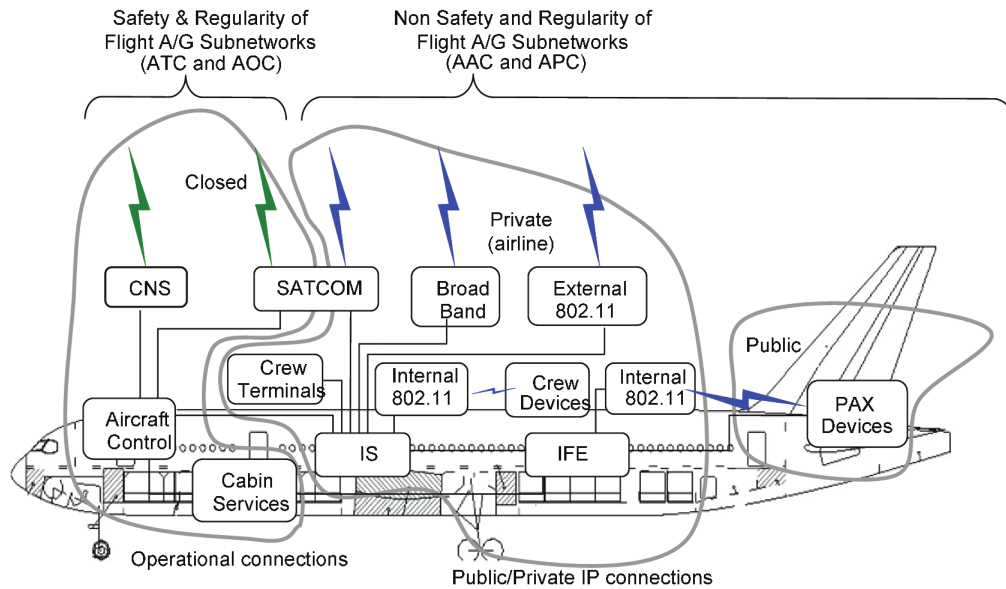 Safety & Regularity of
Flight A/G Subnetworks
(ATC and AOC)
Non Safety and Regularity of
Flight A/G Subnetworks
(AAC and APC)
Closed
Private
(airline)
CNS
SATCOM
Broad
Band
External
802.11
Public
Crew
Terminals
Internal
802.11
Crew
Devices
Internal
802.11
PAX
Devices
Aircraft
Control
IS
IFE
Cabin
Services
Operational connections
Public/Private IP connections